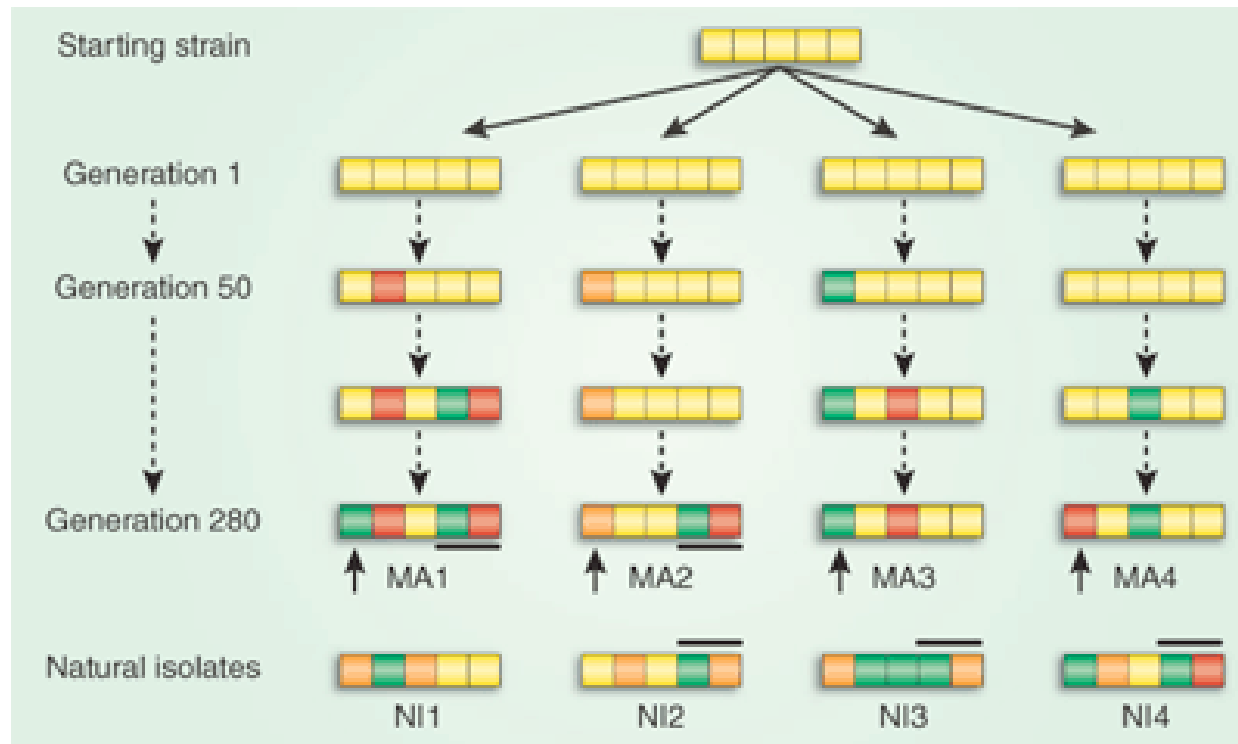 Starting strain
Generation 1
Generation 50
Generation 280
MA1
MA2
MA3
MA4
Natural isolates
NI1
NI2
NI3
NI4